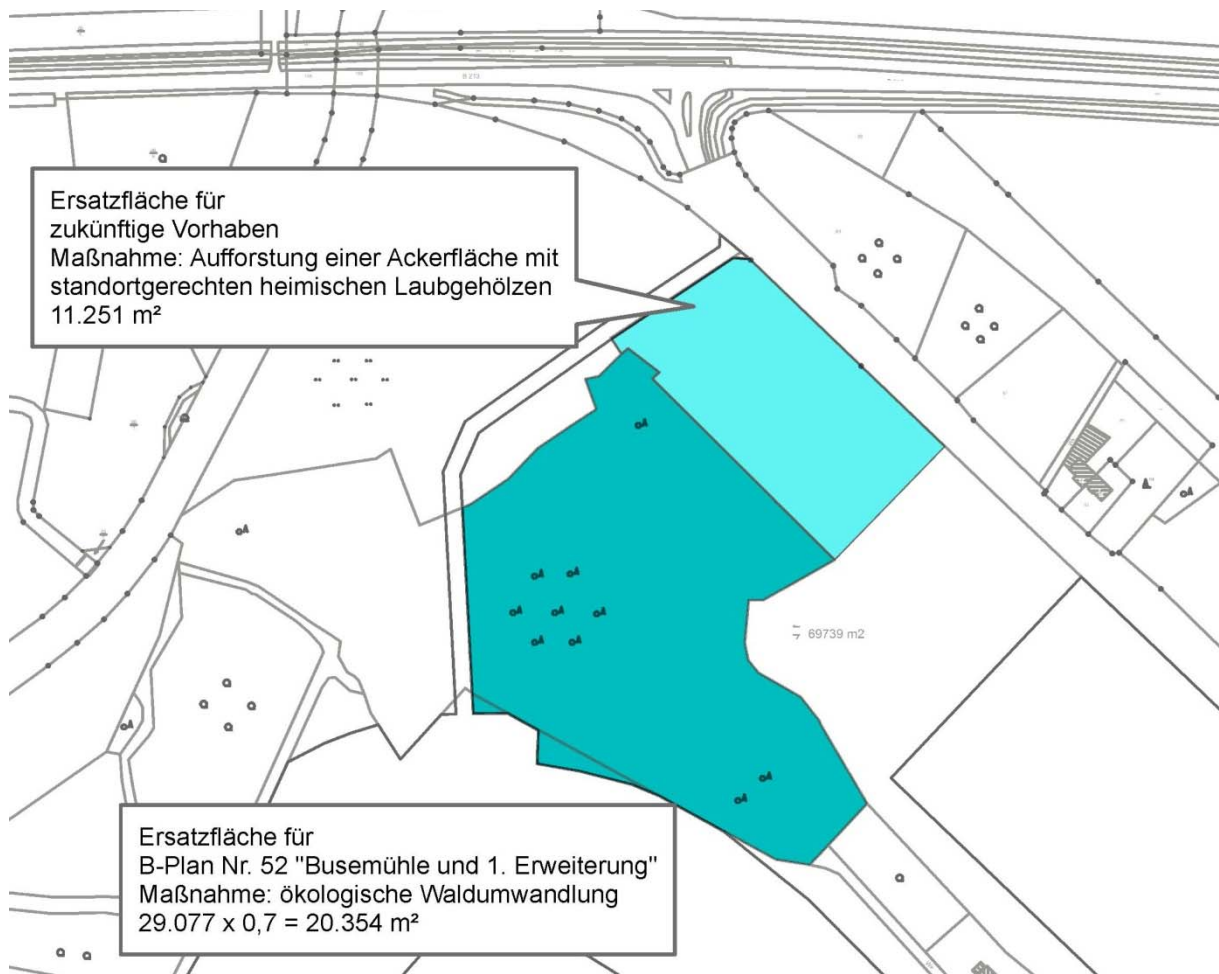 B 213
Ersatzfläche für
zukünftige Vorhaben
Maßnahme: Aufforstung einer Ackerfläche mit
standortgerechten heimischen Laubgehölzen
11.251 m²
69739 m2
Ersatzfläche für
B-Plan Nr. 52 "Busemühle und 1. Erweiterung"
Maßnahme: ökologische Waldumwandlung
29.077 x 0,7 = 20.354 m²